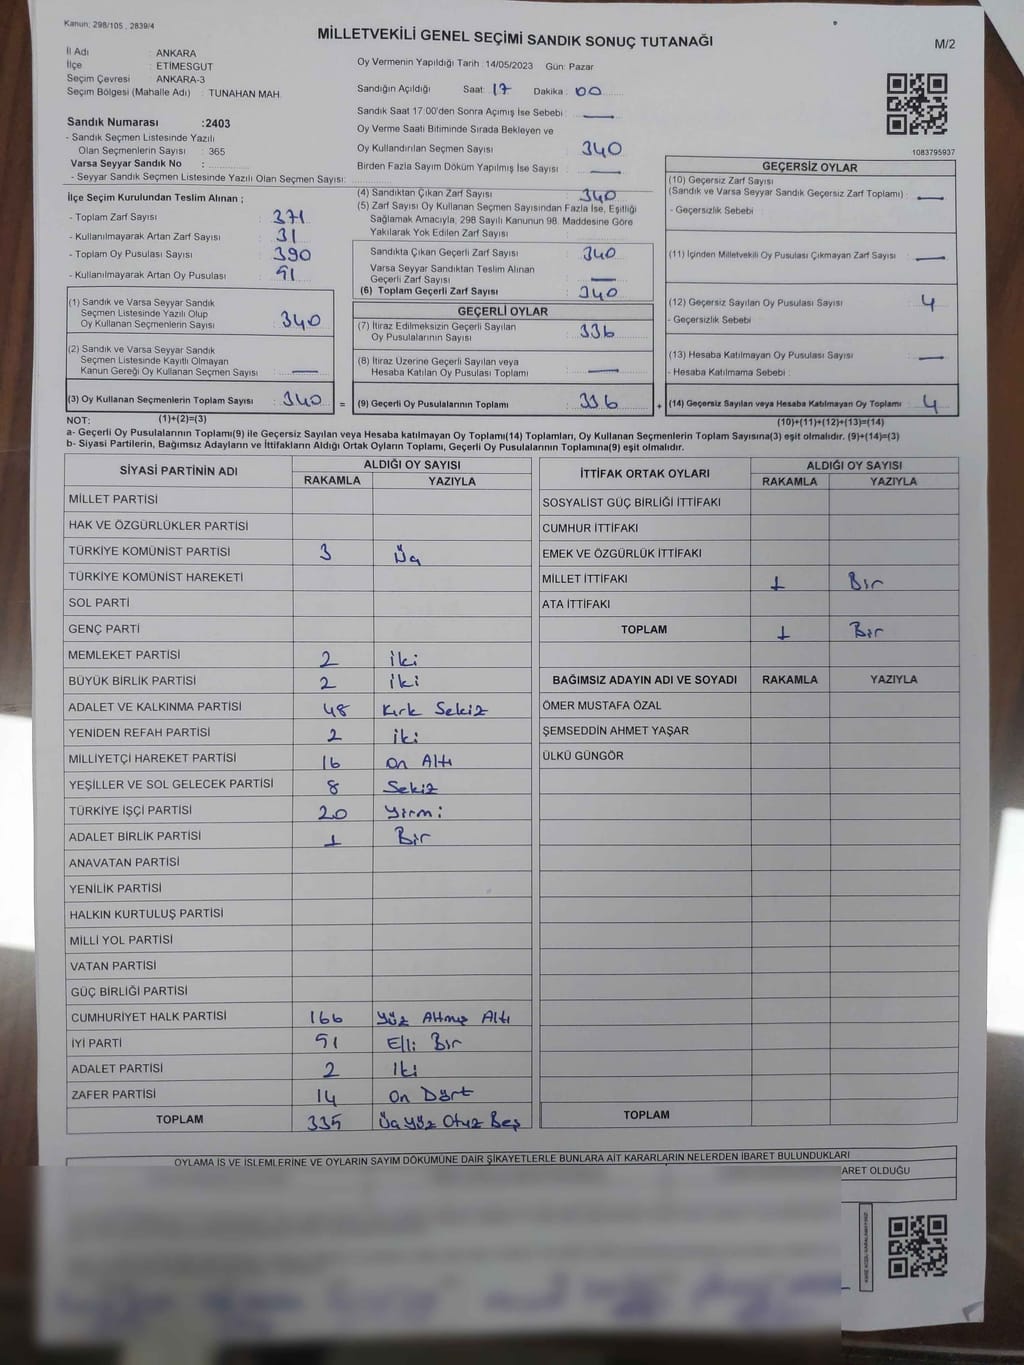 Kanun: 298/105 , 2839/4
MİLLETVEKİLİ GENEL SEÇİMİ SANDIK SONUÇ TUTANAĞI
M/2
İl Adı : ANKARA
İlçe : ETİMESGUT
Seçim Çevresi : ANKARA-3
Seçim Bölgesi (Mahalle Adı) : TUNAHAN MAH.
Sandık Numarası :2403
- Sandık Seçmen Listesinde Yazılı
Olan Seçmenlerin Sayısı : 365
Varsa Seyyar Sandık No :
- Seyyar Sandık Seçmen Listesinde Yazılı Olan Seçmen Sayısı:
Oy Vermenin Yapıldığı Tarih :14/05/2023 Gün: Pazar
Sandığın Açıldığı Saat: 17 Dakika : 00
Sandık Saat 17:00'den Sonra Açımış İse Sebebi : —
Oy Verme Saati Bitiminde Sırada Bekleyen ve
Oy Kullandırılan Seçmen Sayısı : 340
Birden Fazla Sayım Döküm Yapılmış İse Sayısı : —
1083795937
İlçe Seçim Kurulundan Teslim Alınan ;
- Toplam Zarf Sayısı : 371
- Kullanılmayarak Artan Zarf Sayısı : 31
- Toplam Oy Pusulası Sayısı : 390
- Kullanılmayarak Artan Oy Pusulası : 51
(1) Sandık ve Varsa Seyyar Sandık
Seçmen Listesinde Yazılı Olup
Oy Kullanan Seçmenlerin Sayısı : 340
(2) Sandık ve Varsa Seyyar Sandık
Seçmen Listesinde Kayıtlı Olmayan
Kanun Gereği Oy Kullanan Seçmen Sayısı : —
(3) Oy Kullanan Seçmenlerin Toplam Sayısı : 340 =
(4) Sandıktan Çıkan Zarf Sayısı : 340
(5) Zarf Sayısı Oy Kullanan Seçmen Sayısından Fazla İse, Eşitliği
Sağlamak Amacıyla, 298 Sayılı Kanunun 98. Maddesine Göre
Yakılarak Yok Edilen Zarf Sayısı :
Sandıkta Çıkan Geçerli Zarf Sayısı : 340
Varsa Seyyar Sandıktan Teslim Alınan
Geçerli Zarf Sayısı : —
(6) Toplam Geçerli Zarf Sayısı : 340
GEÇERLİ OYLAR
(7) İtiraz Edilmeksizin Geçerli Sayılan
Oy Pusulalarının Sayısı : 336
(8) İtiraz Üzerine Geçerli Sayılan veya
Hesaba Katılan Oy Pusulası Toplamı : —
(9) Geçerli Oy Pusulalarının Toplamı : 336 +
GEÇERSİZ OYLAR
(10) Geçersiz Zarf Sayısı
(Sandık ve Varsa Seyyar Sandık Geçersiz Zarf Toplamı) : —
- Geçersizlik Sebebi :
(11) İçinden Milletvekili Oy Pusulası Çıkmayan Zarf Sayısı : —
(12) Geçersiz Sayılan Oy Pusulası Sayısı : 4
- Geçersizlik Sebebi :
(13) Hesaba Katılmayan Oy Pusulası Sayısı : —
- Hesaba Katılmama Sebebi :
(14) Geçersiz Sayılan veya Hesaba Katılmayan Oy Toplamı : 4
NOT: (1)+(2)=(3)
(10)+(11)+(12)+(13)=(14)
a- Geçerli Oy Pusulalarının Toplamı(9) ile Geçersiz Sayılan veya Hesaba katılmayan Oy Toplamı(14) Toplamları, Oy Kullanan Seçmenlerin Toplam Sayısına(3) eşit olmalıdır. (9)+(14)=(3)
b- Siyasi Partilerin, Bağımsız Adayların ve İttifakların Aldığı Ortak Oyların Toplamı, Geçerli Oy Pusulalarının Toplamına(9) eşit olmalıdır.
SİYASİ PARTİNİN ADI ALDIĞI OY SAYISI
RAKAMLA YAZIYLA
MİLLET PARTİSİ
HAK VE ÖZGÜRLÜKLER PARTİSİ
TÜRKİYE KOMÜNİST PARTİSİ 3 Üç
TÜRKİYE KOMÜNİST HAREKETİ
SOL PARTİ
GENÇ PARTİ
MEMLEKET PARTİSİ 2 İki
BÜYÜK BİRLİK PARTİSİ 2 İki
ADALET VE KALKINMA PARTİSİ 48 Kırk Sekiz
YENİDEN REFAH PARTİSİ 2 İki
MİLLİYETÇİ HAREKET PARTİSİ 16 On Altı
YEŞİLLER VE SOL GELECEK PARTİSİ 8 Sekiz
TÜRKİYE İŞÇİ PARTİSİ 20 Yirmi
ADALET BİRLİK PARTİSİ 1 Bir
ANAVATAN PARTİSİ
YENİLİK PARTİSİ
HALKIN KURTULUŞ PARTİSİ
MİLLİ YOL PARTİSİ
VATAN PARTİSİ
GÜÇ BİRLİĞİ PARTİSİ
CUMHURİYET HALK PARTİSİ 166 Yüz Altmış Altı
İYİ PARTİ 51 Elli Bir
ADALET PARTİSİ 2 İki
ZAFER PARTİSİ 14 On Dört
TOPLAM 335 Üçyüz Otuz Beş
İTTİFAK ORTAK OYLARI ALDIĞI OY SAYISI
RAKAMLA YAZIYLA
SOSYALİST GÜÇ BİRLİĞİ İTTİFAKI
CUMHUR İTTİFAKI
EMEK VE ÖZGÜRLÜK İTTİFAKI
MİLLET İTTİFAKI 1 Bir
ATA İTTİFAKI
TOPLAM 1 Bir
BAĞIMSIZ ADAYIN ADI VE SOYADI RAKAMLA YAZIYLA
ÖMER MUSTAFA ÖZAL
ŞEMSEDDİN AHMET YAŞAR
ÜLKÜ GÜNGÖR
TOPLAM
OYLAMA İŞ VE İŞLEMLERİNE VE OYLARIN SAYIM DÖKÜMÜNE DAİR ŞİKAYETLERLE BUNLARA AİT KARARLARIN NELERDEN İBARET BULUNDUKLARI
ARET OLDUĞU